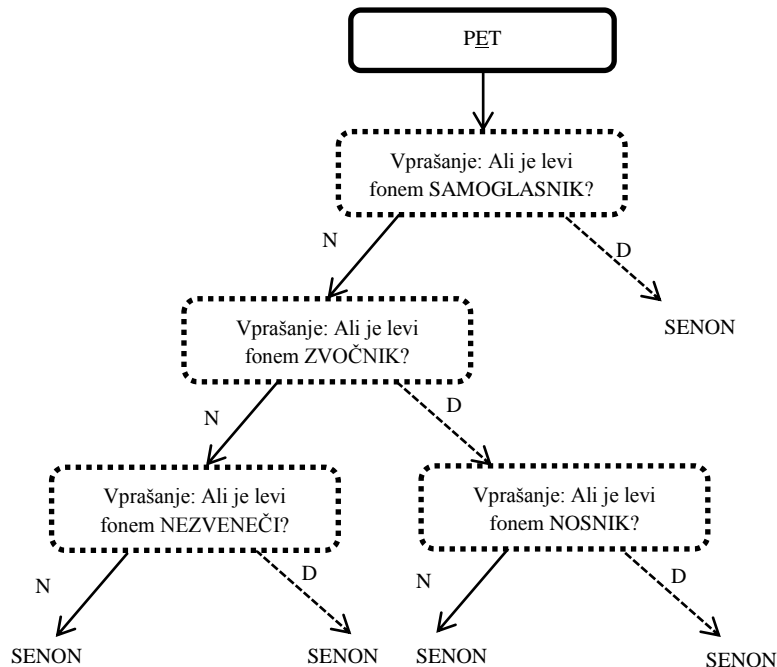 PET
Vprašanje: Ali je levi
fonem SAMOGLASNIK?
N
D
SENON
Vprašanje: Ali je levi
fonem ZVOČNIK?
N
D
Vprašanje: Ali je levi
fonem NEZVENEČI?
Vprašanje: Ali je levi
fonem NOSNIK?
N
D
N
D
SENON
SENON
SENON
SENON